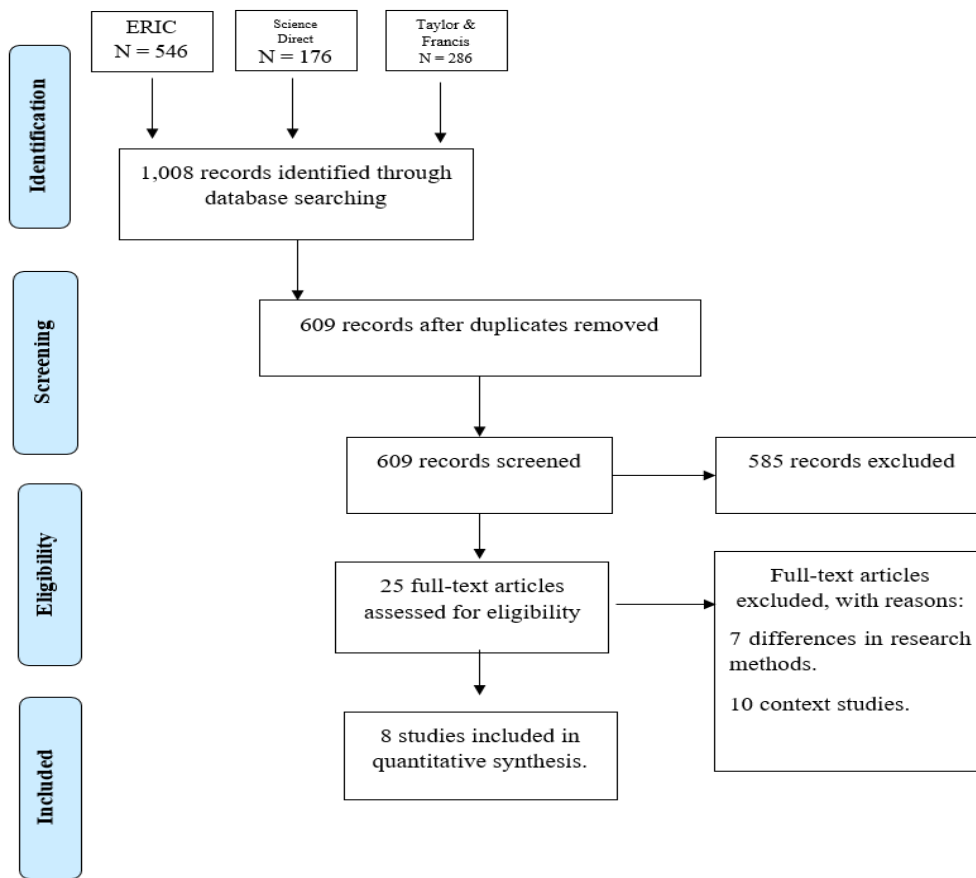 ERIC
N = 546
Science
Direct
N = 176
Taylor &
Francis
N = 286
Identification
1,008 records identified through
database searching
Screening
609 records after duplicates removed
609 records screened
585 records excluded
Eligibility
25 full-text articles
assessed for eligibility
Full-text articles
excluded, with reasons:
7 differences in research
methods.
10 context studies.
Included
8 studies included in
quantitative synthesis.